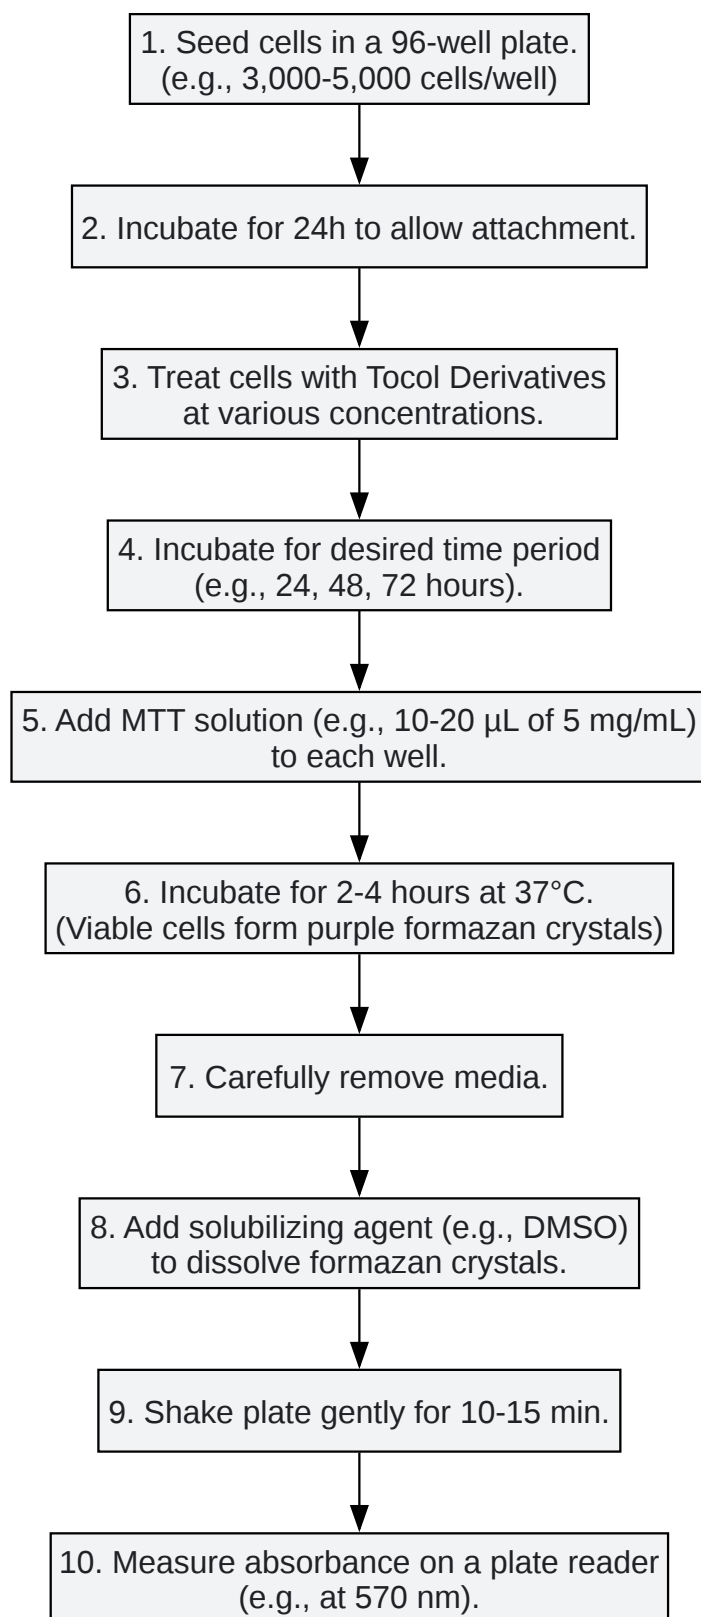 1. Seed cells in a 96-well plate.
(e.g., 3,000-5,000 cells/well)
2. Incubate for 24h to allow attachment.
3. Treat cells with Tocol Derivatives
at various concentrations.
4. Incubate for desired time period
(e.g., 24, 48, 72 hours).
5. Add MTT solution (e.g., 10-20 µL of 5 mg/mL)
to each well.
6. Incubate for 2-4 hours at 37°C.
(Viable cells form purple formazan crystals)
7. Carefully remove media.
8. Add solubilizing agent (e.g., DMSO)
to dissolve formazan crystals.
9. Shake plate gently for 10-15 min.
10. Measure absorbance on a plate reader
(e.g., at 570 nm).